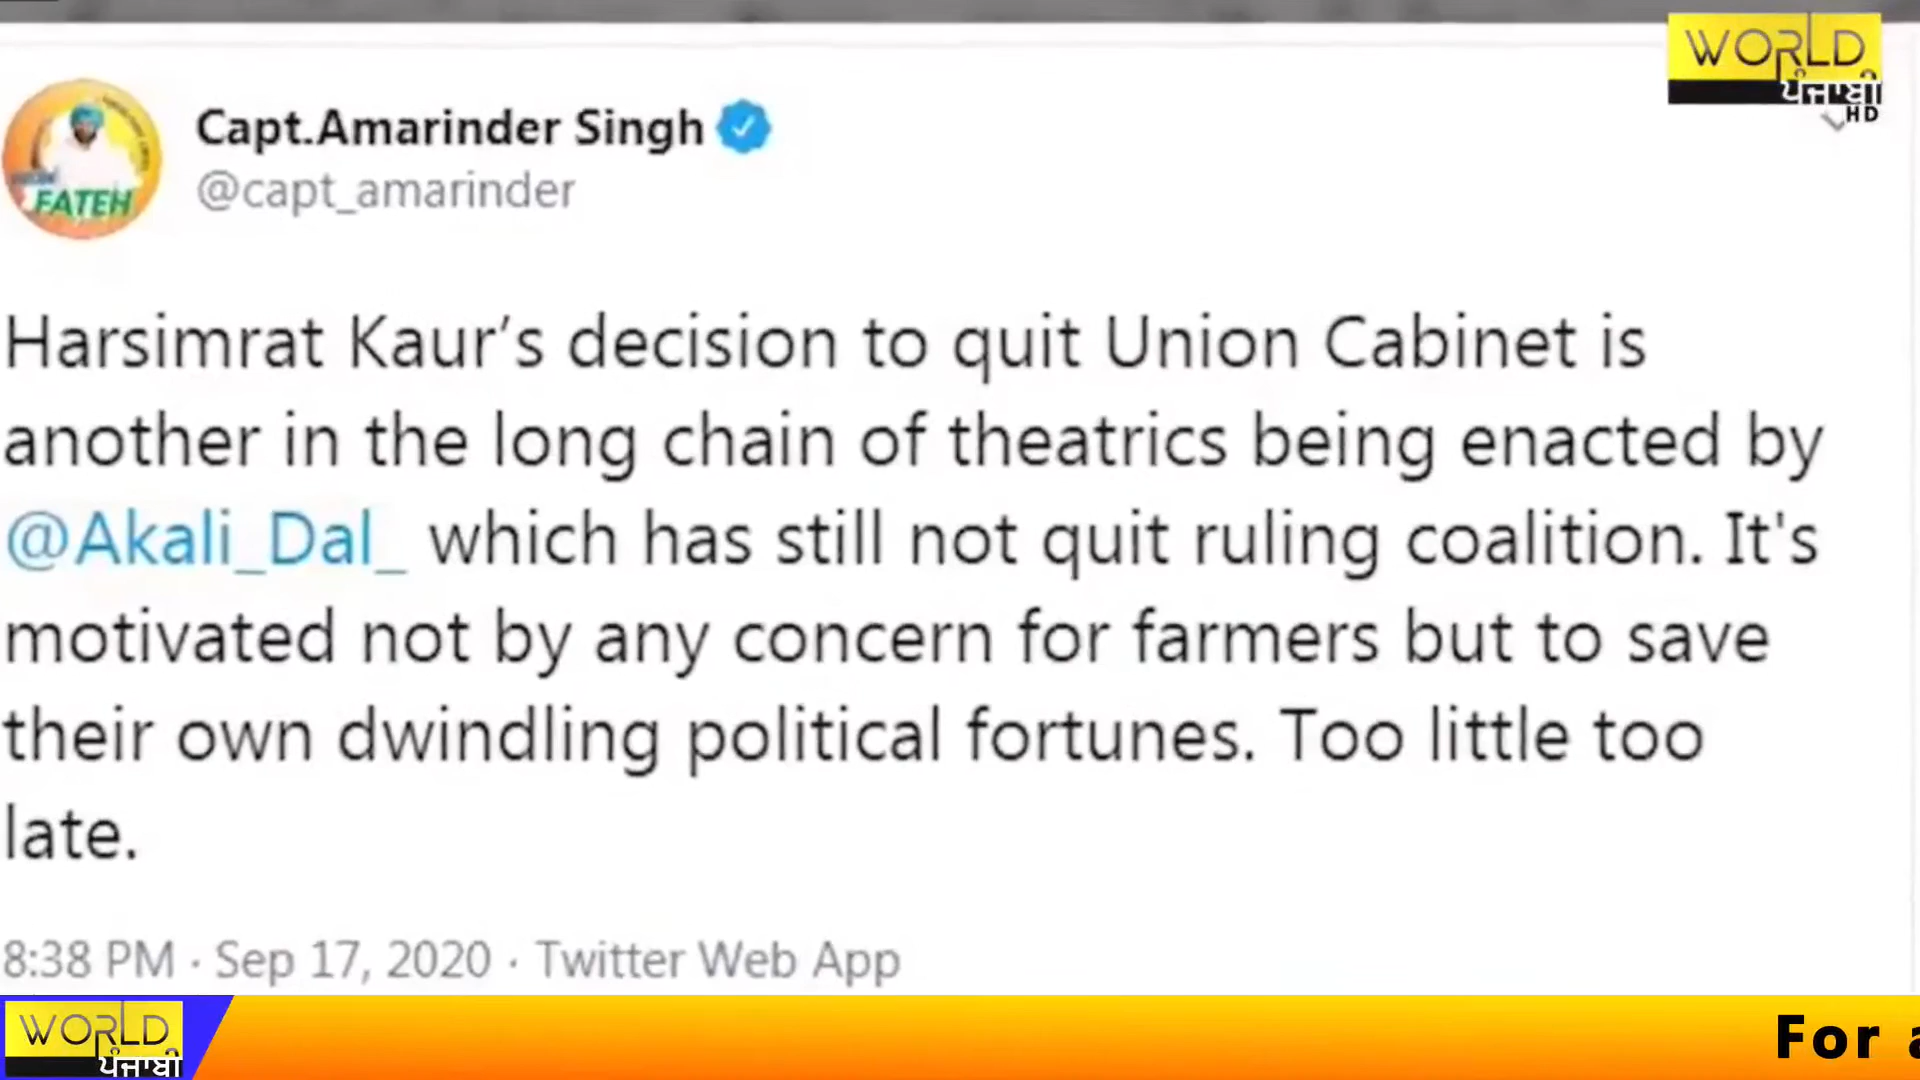 WORLD
ਪੰਜਾਬੀ
HD
Capt.Amarinder Singh
@capt_amarinder
FATEH
Harsimrat Kaur’s decision to quit Union Cabinet is
another in the long chain of theatrics being enacted by
@Akali_Dal_ which has still not quit ruling coalition. It's
motivated not by any concern for farmers but to save
their own dwindling political fortunes. Too little too
late.
8:38 PM · Sep 17, 2020 · Twitter Web App
WORLD
ਪੰਜਾਬੀ
For a